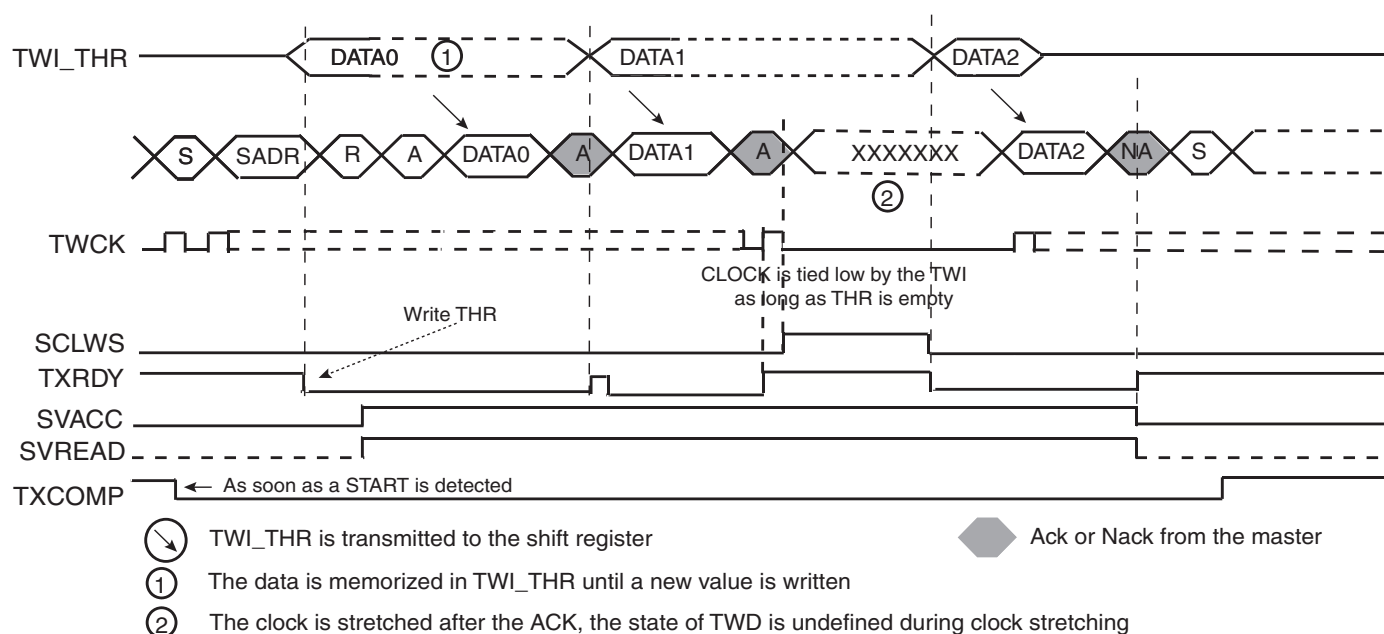 TWI_THR DATA0 1 DATA1 DATA2
S SADR R A DATA0 A DATA1 A XXXXXXX DATA2 NA S
2
TWCK
CLOCK is tied low by the TWI
as long as THR is empty
Write THR
SCLWS
TXRDY
SVACC
SVREAD
TXCOMP As soon as a START is detected
TWI_THR is transmitted to the shift register Ack or Nack from the master
1 The data is memorized in TWI_THR until a new value is written
2 The clock is stretched after the ACK, the state of TWD is undefined during clock stretching